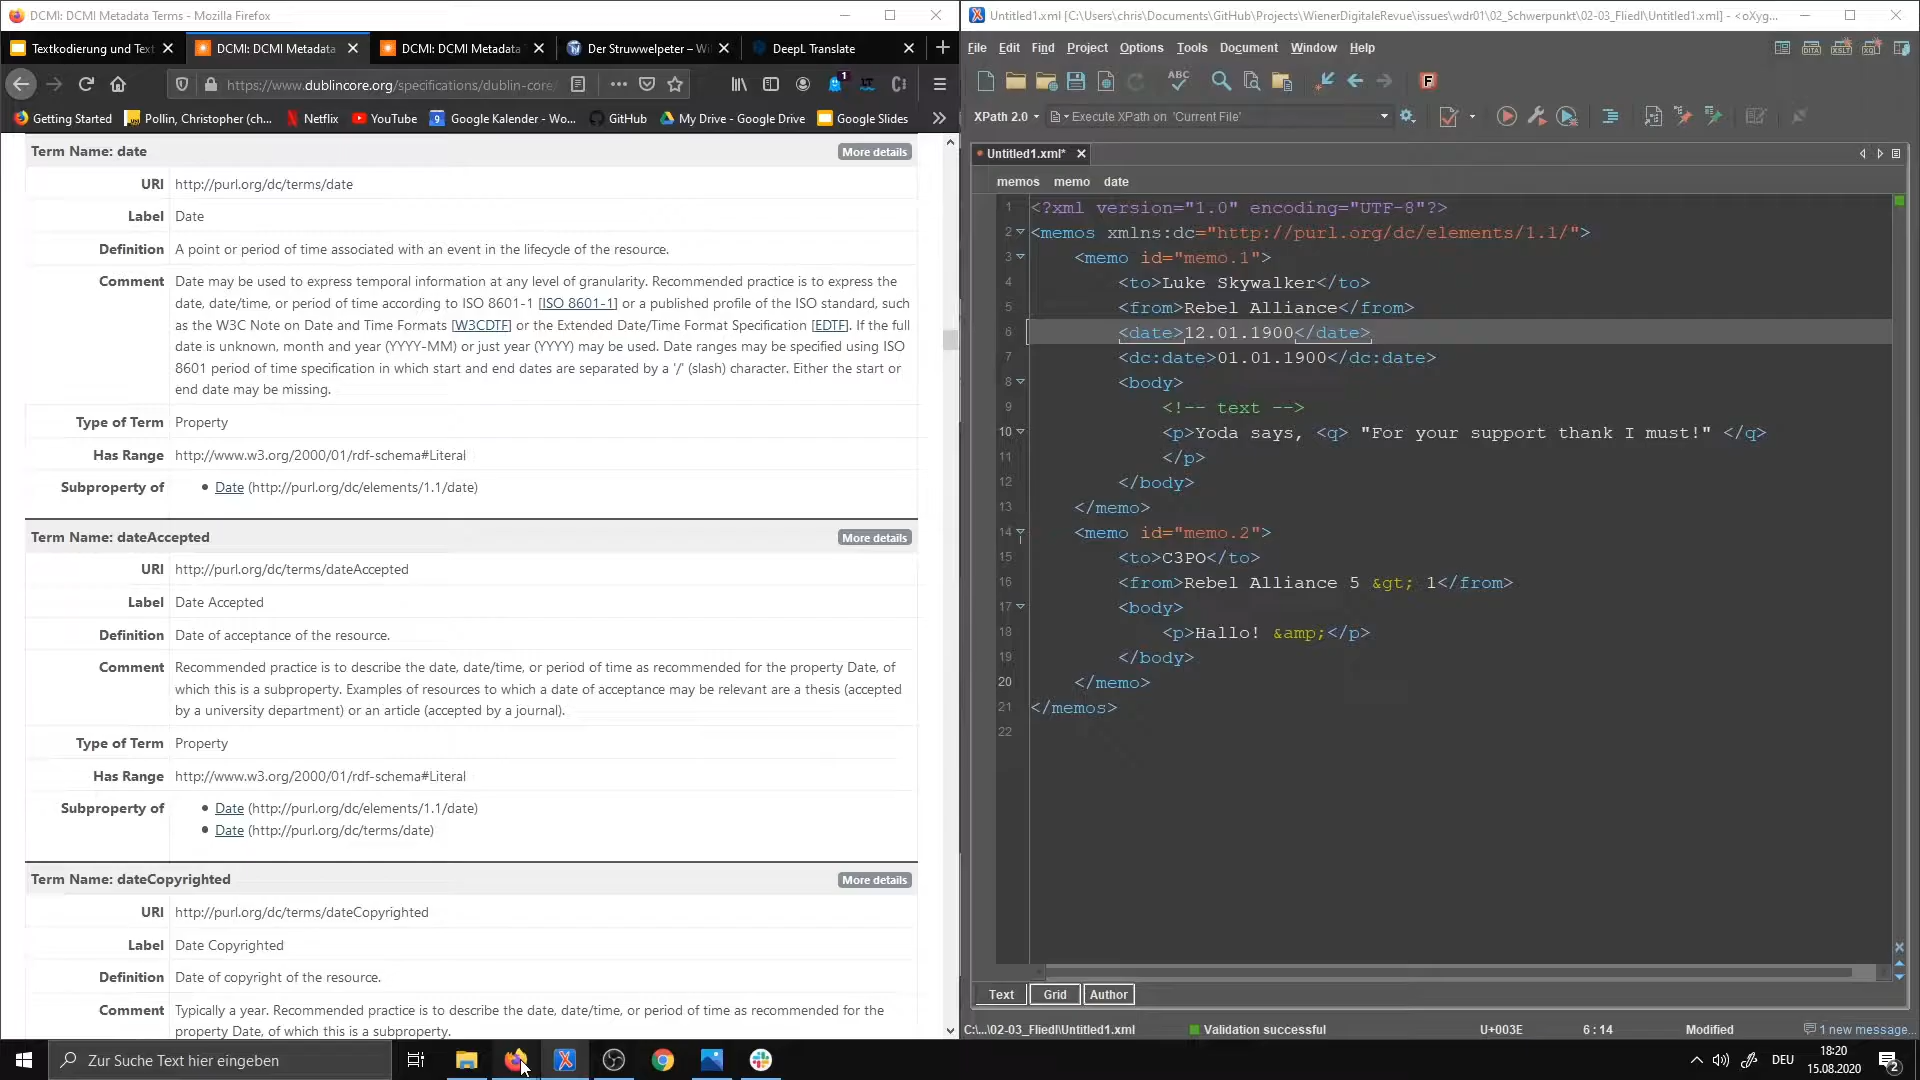 DCMI: DCMI Metadata Terms - Mozilla Firefox
Textkodierung und Text
DCMI: DCMI Metadata
DCMI: DCMI Metadata
Der Struwwelpeter – Wi
DeepL Translate
https://www.dublincore.org/specifications/dublin-core/
1
Getting Started
Pollin, Christopher (ch...
Netflix
YouTube
Google Kalender - Wo...
GitHub
My Drive - Google Drive
Google Slides
Term Name: date
More details
URI http://purl.org/dc/terms/date
Label Date
Definition A point or period of time associated with an event in the lifecycle of the resource.
Comment Date may be used to express temporal information at any level of granularity. Recommended practice is to express the
date, date/time, or period of time according to ISO 8601-1 [ISO 8601-1] or a published profile of the ISO standard, such
as the W3C Note on Date and Time Formats [W3CDTF] or the Extended Date/Time Format Specification [EDTF]. If the full
date is unknown, month and year (YYYY-MM) or just year (YYYY) may be used. Date ranges may be specified using ISO
8601 period of time specification in which start and end dates are separated by a '/' (slash) character. Either the start or
end date may be missing.
Type of Term Property
Has Range http://www.w3.org/2000/01/rdf-schema#Literal
Subproperty of • Date (http://purl.org/dc/elements/1.1/date)
Term Name: dateAccepted
More details
URI http://purl.org/dc/terms/dateAccepted
Label Date Accepted
Definition Date of acceptance of the resource.
Comment Recommended practice is to describe the date, date/time, or period of time as recommended for the property Date, of
which this is a subproperty. Examples of resources to which a date of acceptance may be relevant are a thesis (accepted
by a university department) or an article (accepted by a journal).
Type of Term Property
Has Range http://www.w3.org/2000/01/rdf-schema#Literal
Subproperty of • Date (http://purl.org/dc/elements/1.1/date)
• Date (http://purl.org/dc/terms/date)
Term Name: dateCopyrighted
More details
URI http://purl.org/dc/terms/dateCopyrighted
Label Date Copyrighted
Definition Date of copyright of the resource.
Comment Typically a year. Recommended practice is to describe the date, date/time, or period of time as recommended for the
property Date, of which this is a subproperty.
Untitled1.xml [C:\Users\chris\Documents\GitHub\Projects\WienerDigitaleRevue\issues\wdr01\02_Schwerpunkt\02-03_Fliedl\Untitled1.xml] - <oXyg...
File Edit Find Project Options Tools Document Window Help
ABC
XPath 2.0
Execute XPath on 'Current File'
Untitled1.xml*
memos memo date
1 <?xml version="1.0" encoding="UTF-8"?>
2 <memos xmlns:dc="http://purl.org/dc/elements/1.1/">
3 <memo id="memo.1">
4 <to>Luke Skywalker</to>
5 <from>Rebel Alliance</from>
6 <date>12.01.1900</date>
7 <dc:date>01.01.1900</dc:date>
8 <body>
9 <!-- text -->
10 <p>Yoda says, <q> "For your support thank I must!" </q>
11 </p>
12 </body>
13 </memo>
14 <memo id="memo.2">
15 <to>C3PO</to>
16 <from>Rebel Alliance 5 &gt; 1</from>
17 <body>
18 <p>Hallo! &amp;</p>
19 </body>
20 </memo>
21 </memos>
22
Text Grid Author
C:\...\02-03_Fliedl\Untitled1.xml
Validation successful
U+003E
6 : 14
Modified
1 new message...
Zur Suche Text hier eingeben
DEU
18:20
15.08.2020
2